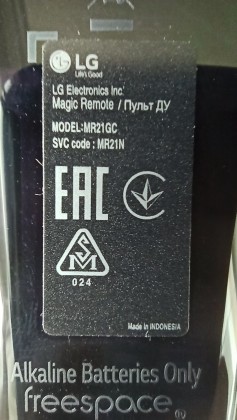 LG
Life's Good
LG Electronics Inc.
Magic Remote / Пульт ДУ
MODEL:MR21GC
SVC code : MR21N
EAC
024
Made in INDONESIA
Alkaline Batteries Only
freespace